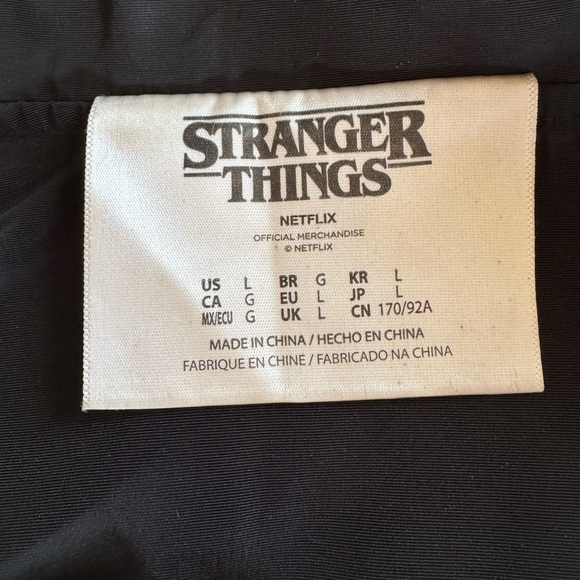 STRANGER
THINGS
NETFLIX
OFFICIAL MERCHANDISE
© NETFLIX
US L BR G KR L
CA G EU L JP L
MX/ECU G UK L CN 170/92A
MADE IN CHINA / HECHO EN CHINA
FABRIQUE EN CHINE / FABRICADO NA CHINA